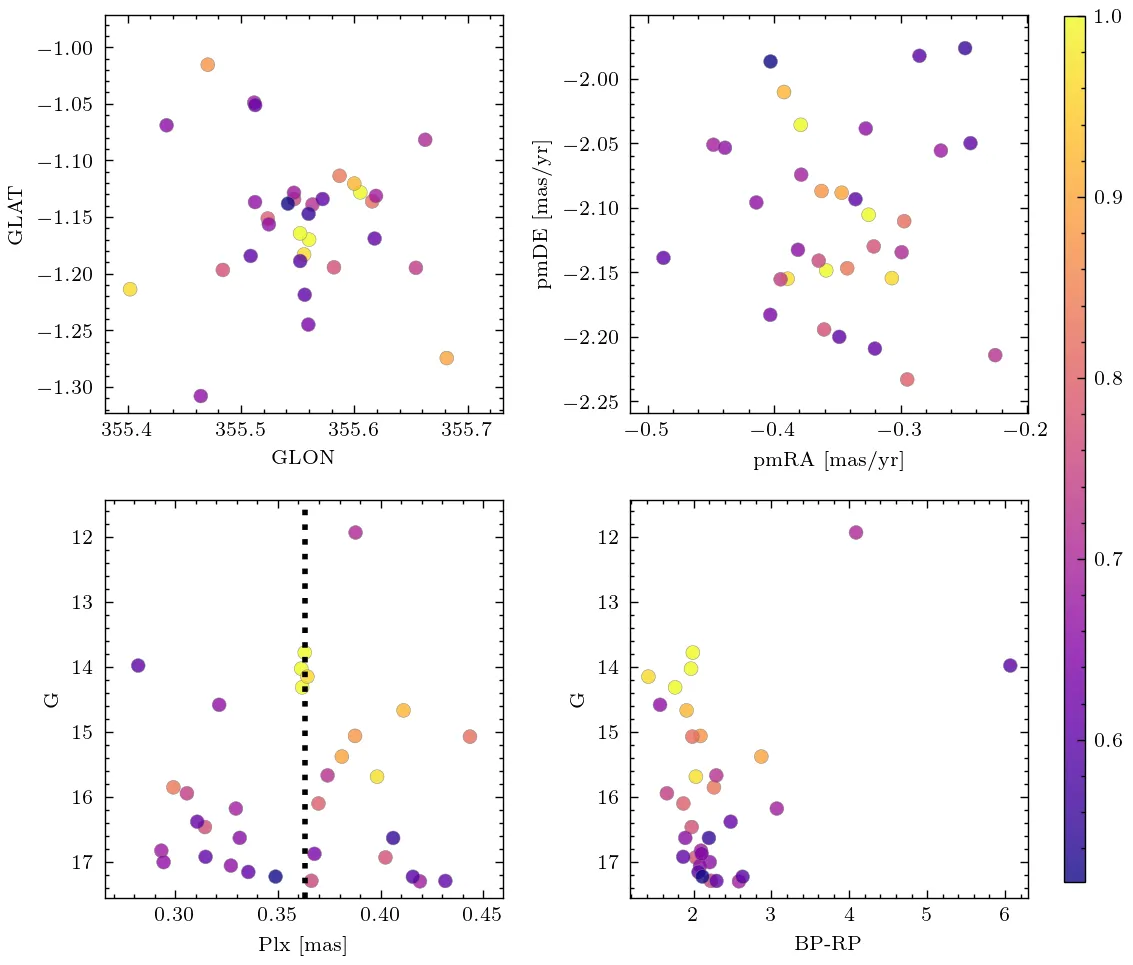 −1.00
−1.05
−1.10
−1.15
−1.20
−1.25
−1.30
GLAT
355.4 355.5 355.6 355.7
GLON
−2.00
−2.05
−2.10
−2.15
−2.20
−2.25
pmDE [mas/yr]
−0.5 −0.4 −0.3 −0.2
pmRA [mas/yr]
12
13
14
15
16
17
G
0.30 0.35 0.40 0.45
Plx [mas]
12
13
14
15
16
17
G
2 3 4 5 6
BP-RP
1.0
0.9
0.8
0.7
0.6